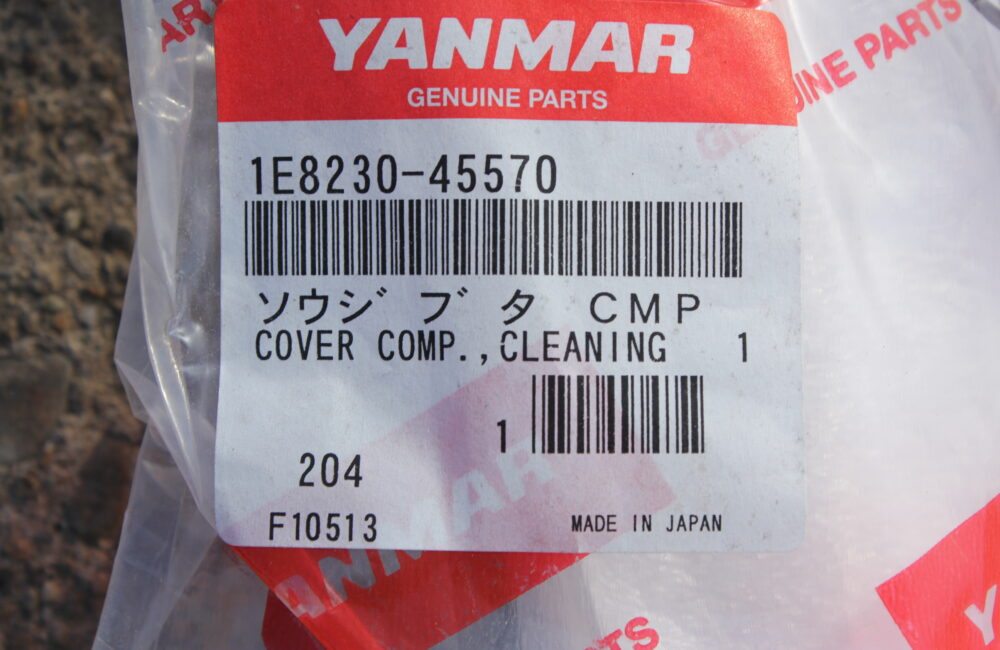 YANMAR
GENUINE PARTS
1E8230-45570
ソウジブタ CMP
COVER COMP.,CLEANING 1
1
204
F10513 MADE IN JAPAN
PARTS